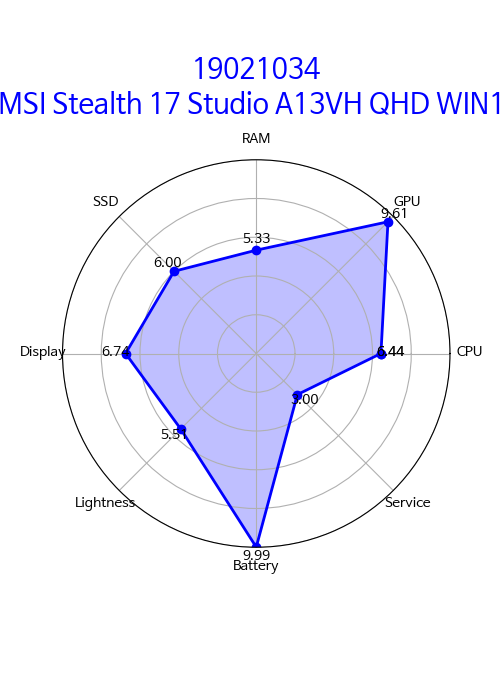 19021034
MSI Stealth 17 Studio A13VH QHD WIN1
RAM
SSD
GPU
9.61
5.33
6.00
Display
6.74
6.44
CPU
3.00
5.51
Lightness
Service
9.99
Battery